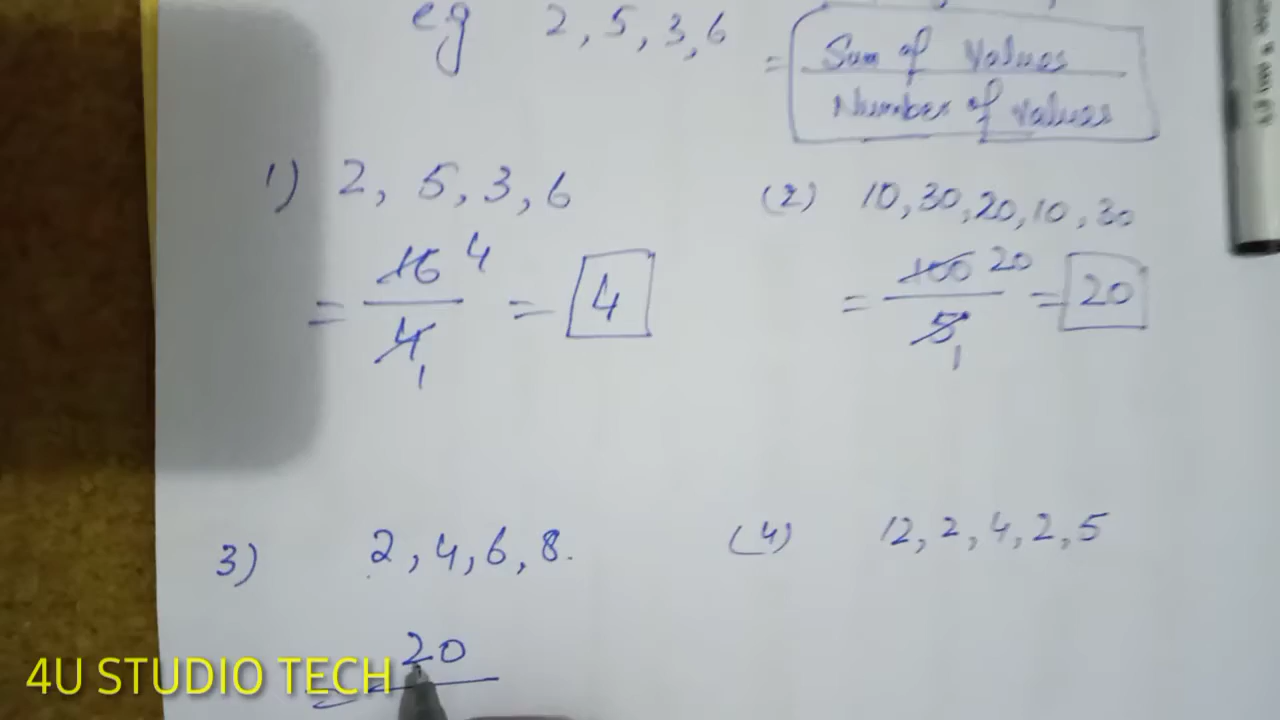 eg 2, 5, 3, 6
= Sum of Values
Number of values
1) 2, 5, 3, 6
= 16 4
4 1
= 4
(2) 10, 30, 20, 10, 30
= 100 20
5 1
= 20
3) 2, 4, 6, 8.
= 20
(4) 12, 2, 4, 2, 5
4U STUDIO TECH